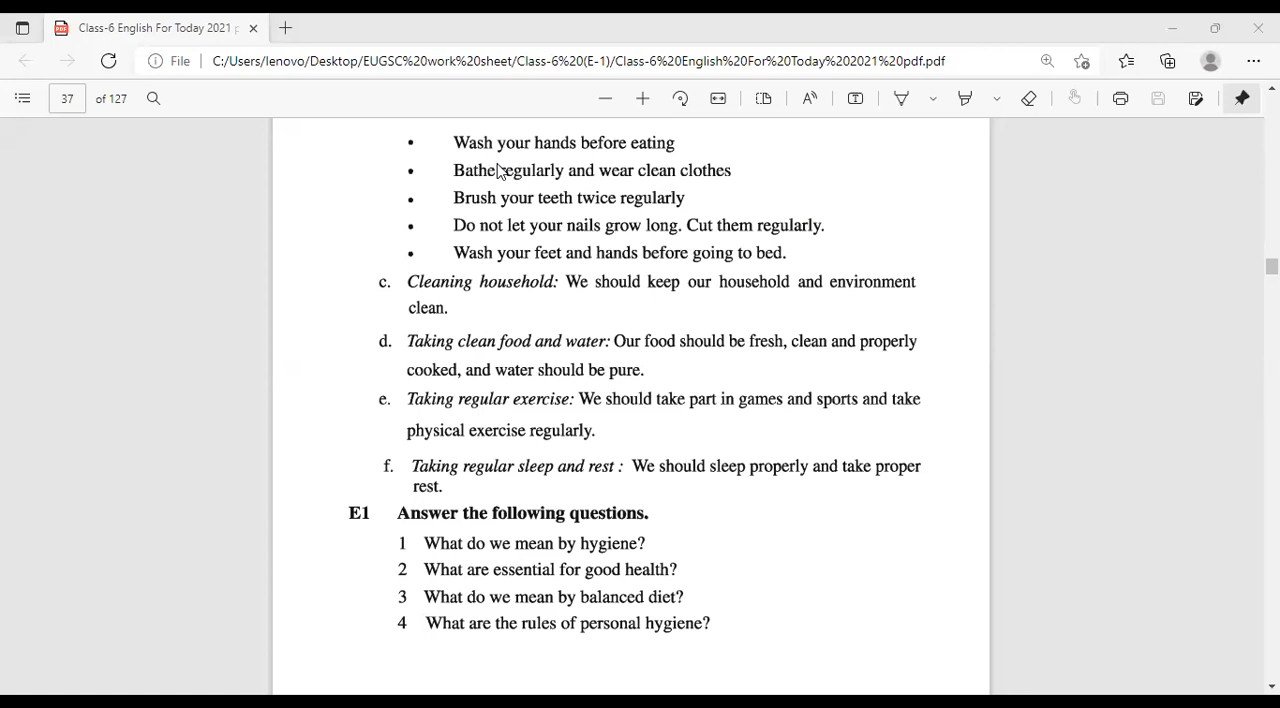 Class-6 English For Today 2021 p
File
C:/Users/lenovo/Desktop/EUGSC%20work%20sheet/Class-6%20(E-1)/Class-6%20English%20For%20Today%202021%20pdf.pdf
37 of 127
• Wash your hands before eating
• Bathe regularly and wear clean clothes
• Brush your teeth twice regularly
• Do not let your nails grow long. Cut them regularly.
• Wash your feet and hands before going to bed.
c. Cleaning household: We should keep our household and environment
clean.
d. Taking clean food and water: Our food should be fresh, clean and properly
cooked, and water should be pure.
e. Taking regular exercise: We should take part in games and sports and take
physical exercise regularly.
f. Taking regular sleep and rest : We should sleep properly and take proper
rest.
E1 Answer the following questions.
1 What do we mean by hygiene?
2 What are essential for good health?
3 What do we mean by balanced diet?
4 What are the rules of personal hygiene?